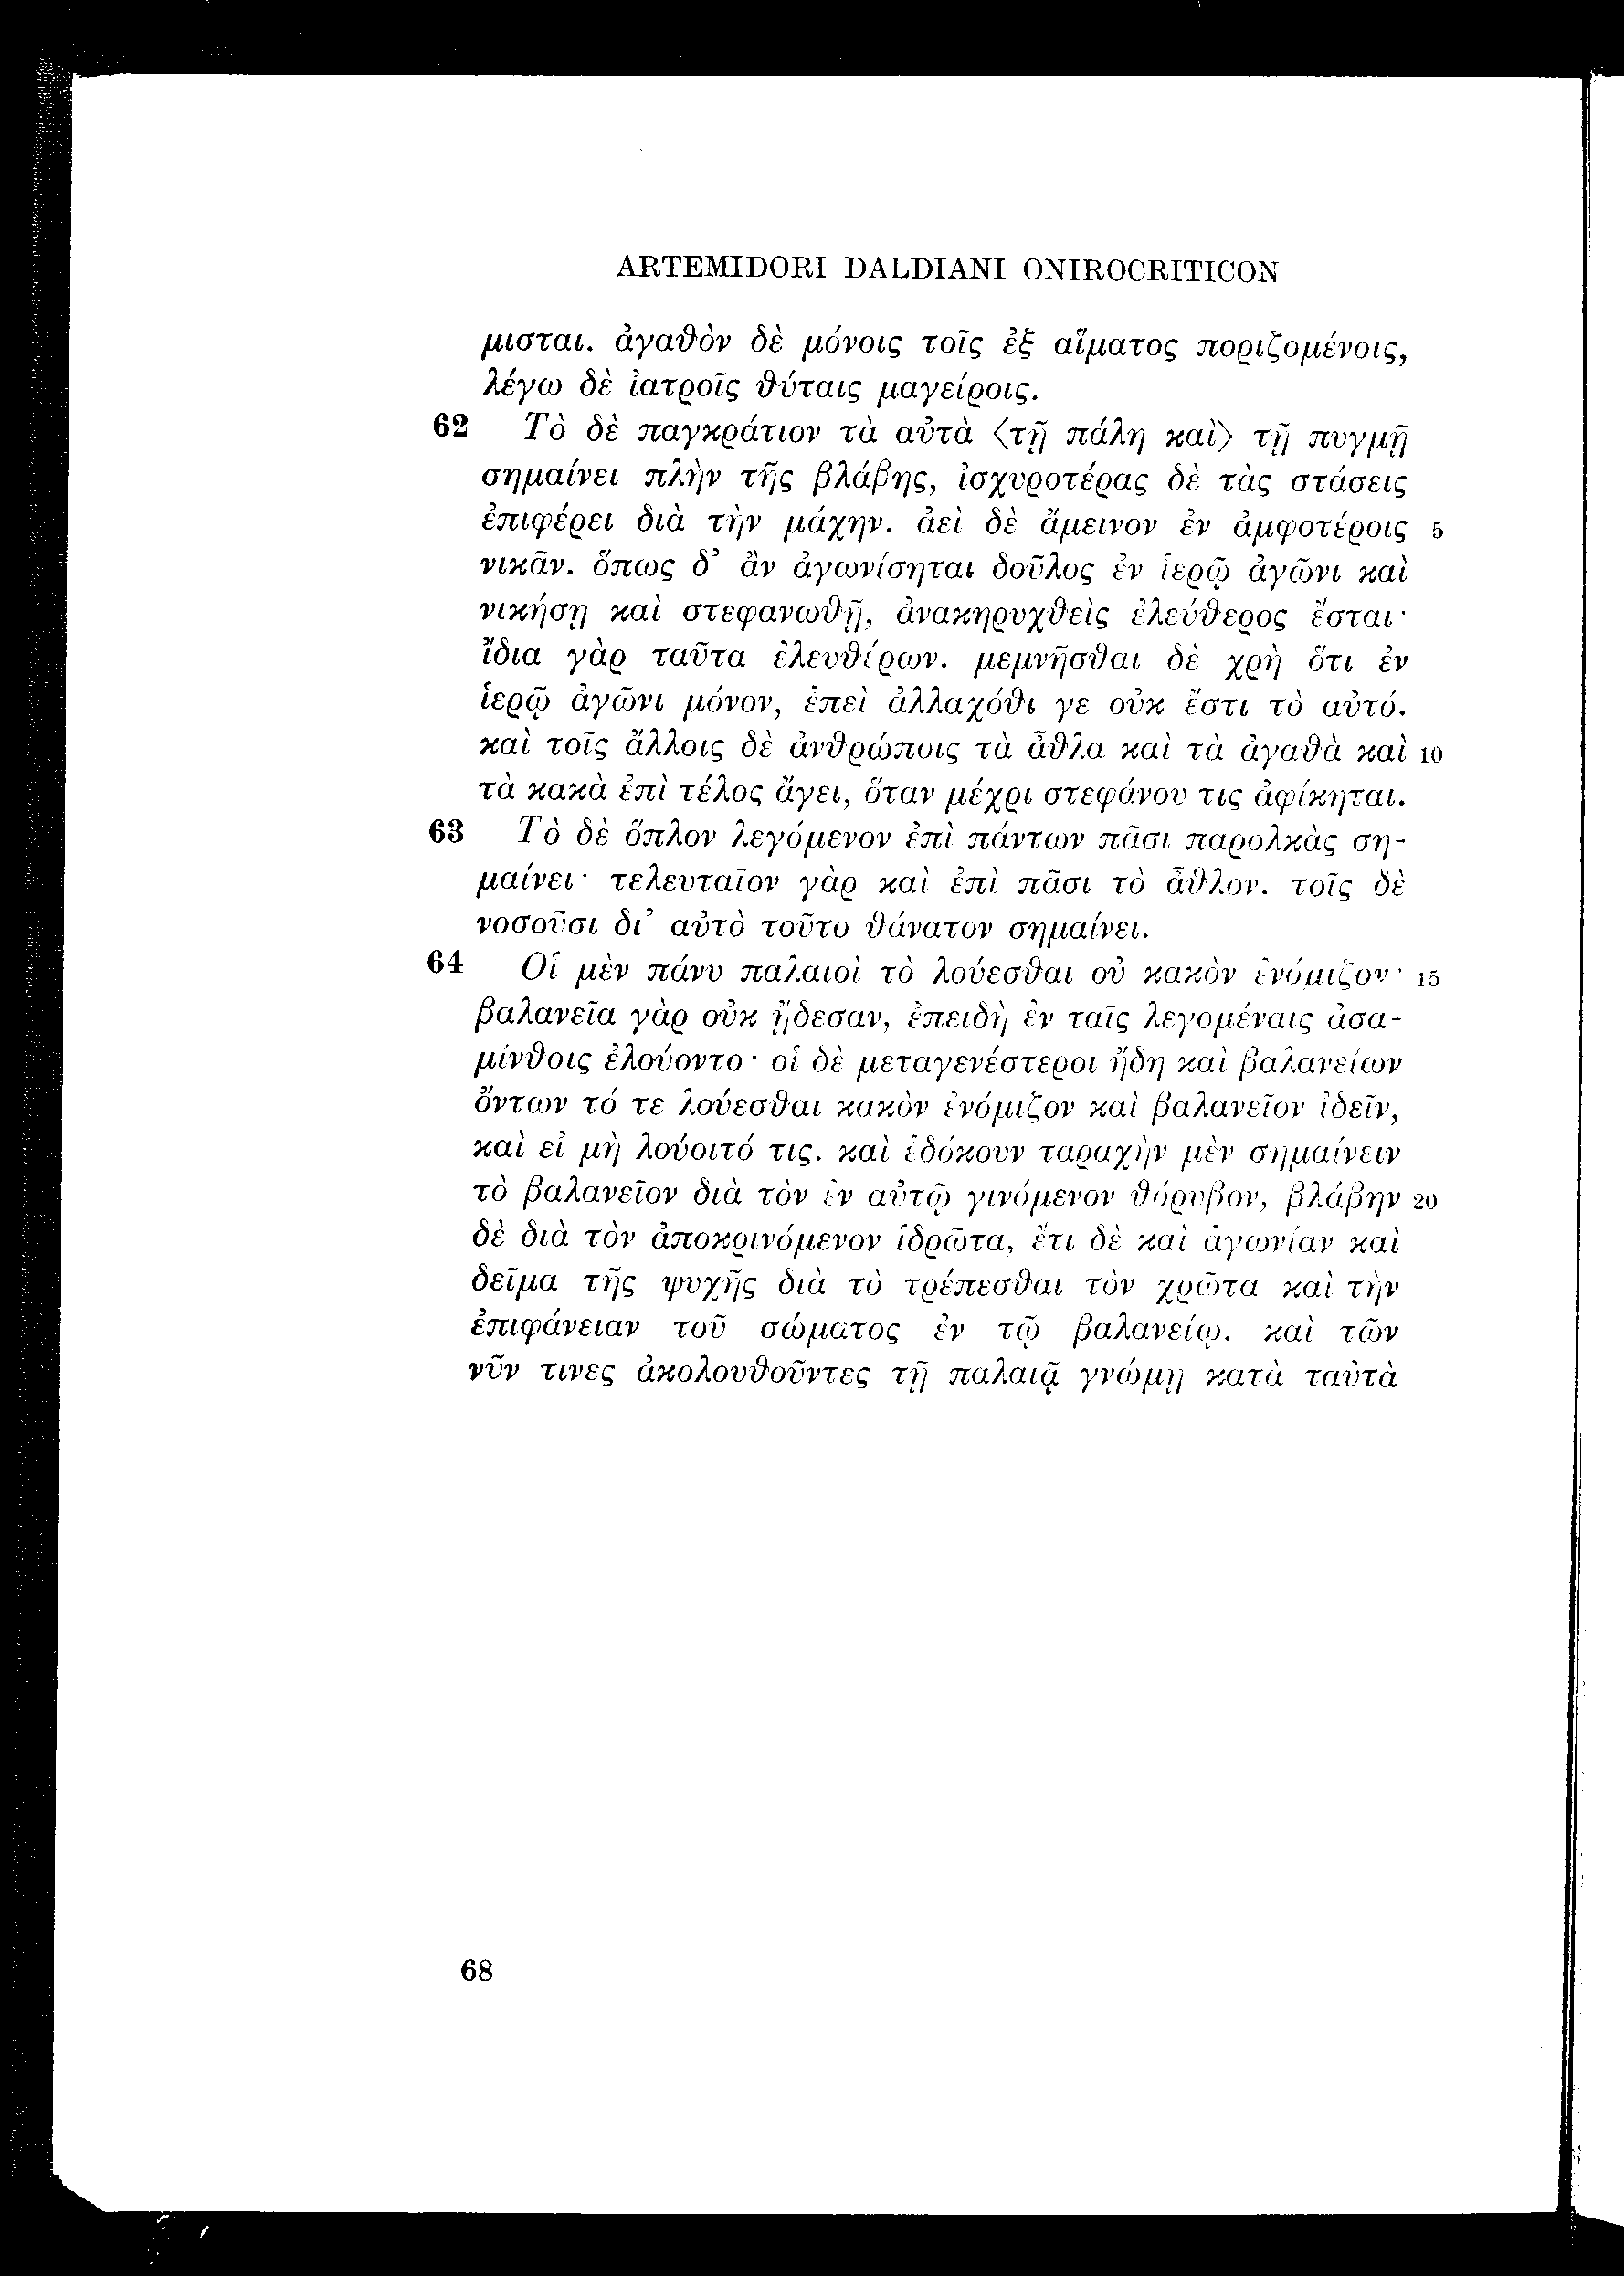 ARTEMIDORI DALDIANI ONIROCRITICON
μισται. ἀγαθὸν δὲ μόνοις τοῖς ἐξ αἵματος ποριζομένοις,
λέγω δὲ ἰατροῖς θύταις μαγείροις.
62 Τὸ δὲ παγκράτιον τὰ αὐτὰ ⟨τῇ πάλῃ καὶ⟩ τῇ πυγμῇ
σημαίνει πλὴν τῆς βλάβης, ἰσχυροτέρας δὲ τὰς στάσεις
ἐπιφέρει διὰ τὴν μάχην. ἀεὶ δὲ ἄμεινον ἐν ἀμφοτέροις 5
νικᾶν. ὅπως δ’ ἂν ἀγωνίσηται δοῦλος ἐν ἱερῷ ἀγῶνι καὶ
νικήσῃ καὶ στεφανωθῇ, ἀνακηρυχθεὶς ἐλεύθερος ἔσται·
ἴδια γὰρ ταῦτα ἐλευθέρων. μεμνῆσθαι δὲ χρὴ ὅτι ἐν
ἱερῷ ἀγῶνι μόνον, ἐπεὶ ἀλλαχόθι γε οὐκ ἔστι τὸ αὐτό.
καὶ τοῖς ἄλλοις δὲ ἀνθρώποις τὰ ἆθλα καὶ τὰ ἀγαθὰ καὶ 10
τὰ κακὰ ἐπὶ τέλος ἄγει, ὅταν μέχρι στεφάνου τις ἀφίκηται.
63 Τὸ δὲ ὅπλον λεγόμενον ἐπὶ πάντων πᾶσι παρολκὰς ση-
μαίνει· τελευταῖον γὰρ καὶ ἐπὶ πᾶσι τὸ ἆθλον. τοῖς δὲ
νοσοῦσι δι’ αὐτὸ τοῦτο θάνατον σημαίνει.
64 Οἱ μὲν πάνυ παλαιοὶ τὸ λούεσθαι οὐ κακὸν ἐνόμιζον· 15
βαλανεῖα γὰρ οὐκ ᾔδεσαν, ἐπειδὴ ἐν ταῖς λεγομέναις ἀσα-
μίνθοις ἐλούοντο· οἱ δὲ μεταγενέστεροι ἤδη καὶ βαλανείων
ὄντων τό τε λούεσθαι κακὸν ἐνόμιζον καὶ βαλανεῖον ἰδεῖν,
καὶ εἰ μὴ λούοιτό τις. καὶ ἐδόκουν ταραχὴν μὲν σημαίνειν
τὸ βαλανεῖον διὰ τὸν ἐν αὐτῷ γινόμενον θόρυβον, βλάβην 20
δὲ διὰ τὸν ἀποκρινόμενον ἱδρῶτα, ἔτι δὲ καὶ ἀγωνίαν καὶ
δεῖμα τῆς ψυχῆς διὰ τὸ τρέπεσθαι τὸν χρῶτα καὶ τὴν
ἐπιφάνειαν τοῦ σώματος ἐν τῷ βαλανείῳ. καὶ τῶν
νῦν τινες ἀκολουθοῦντες τῇ παλαιᾷ γνώμῃ κατὰ ταὐτὰ
68